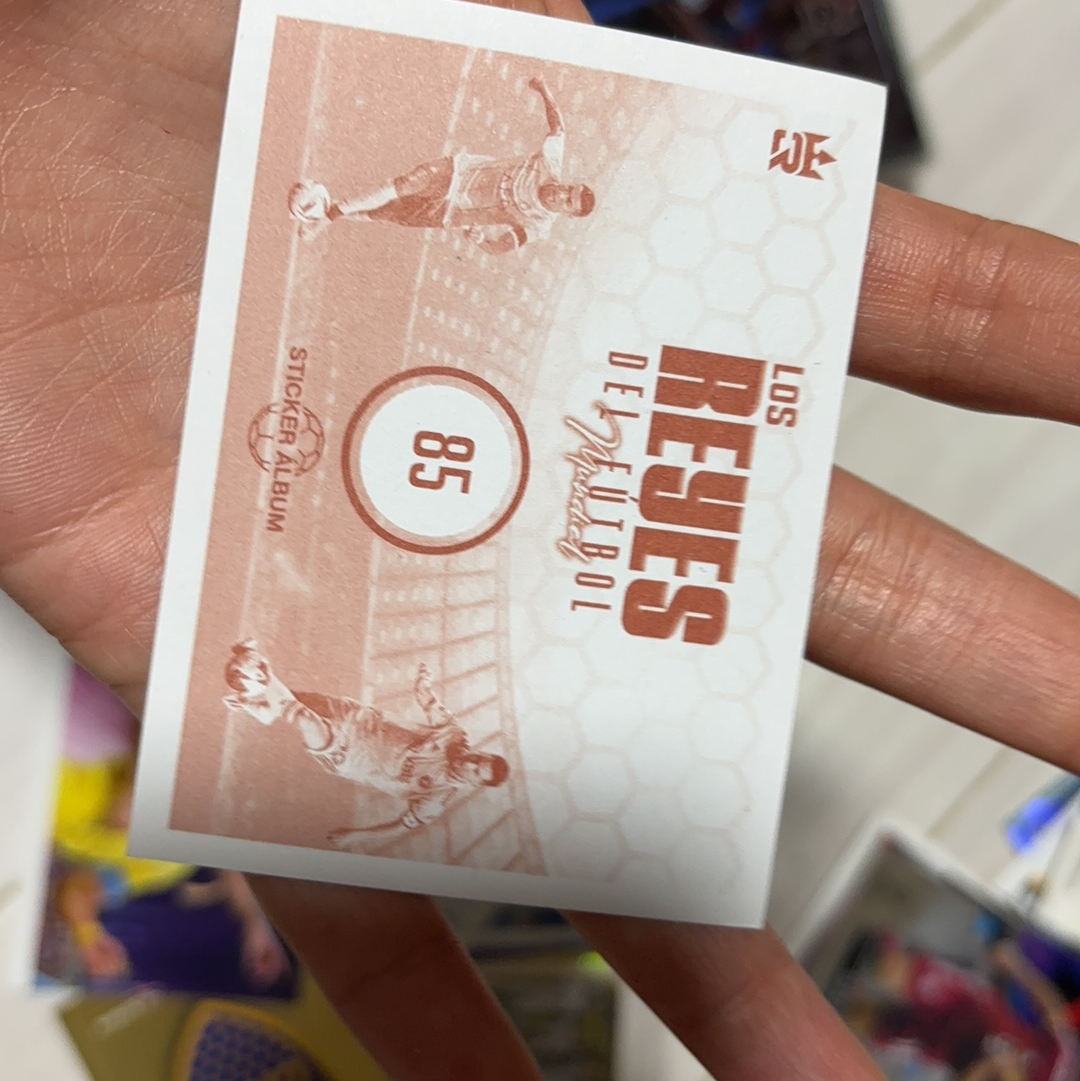 LOS
REYES
DEL FÚTBOL
Mundial
85
STICKER ALBUM